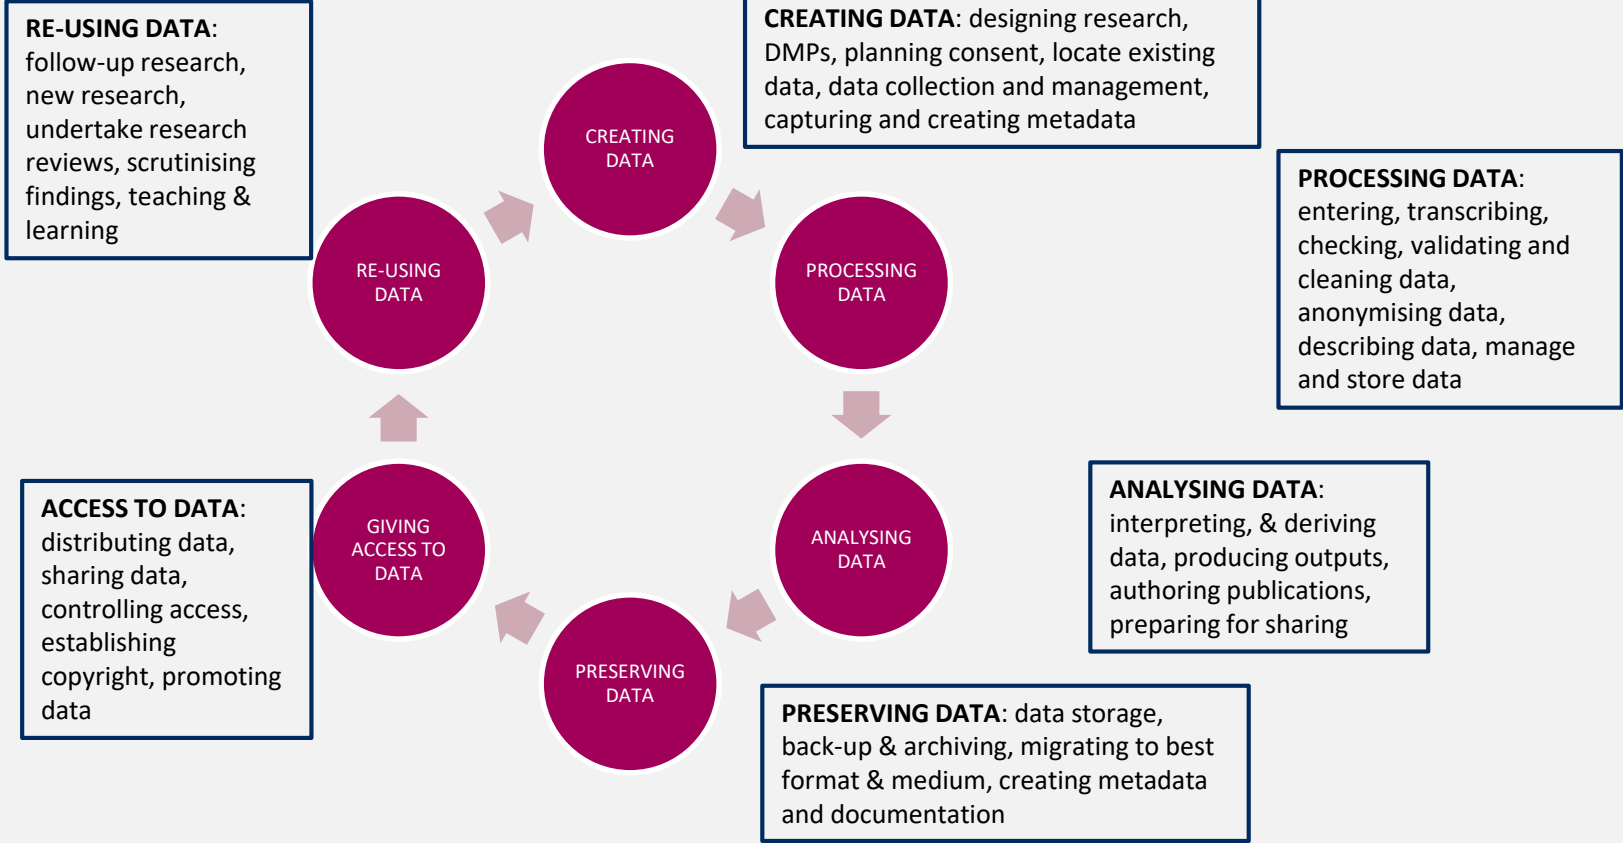 RE-USING DATA:
follow-up research,
new research,
undertake research
reviews, scrutinising
findings, teaching &
learning
CREATING DATA: designing research,
DMPs, planning consent, locate existing
data, data collection and management,
capturing and creating metadata
CREATING
DATA
PROCESSING DATA:
entering, transcribing,
checking, validating and
cleaning data,
anonymising data,
describing data, manage
and store data
RE-USING
DATA
PROCESSING
DATA
ACCESS TO DATA:
distributing data,
sharing data,
controlling access,
establishing
copyright, promoting
data
GIVING
ACCESS TO
DATA
ANALYSING
DATA
ANALYSING DATA:
interpreting, & deriving
data, producing outputs,
authoring publications,
preparing for sharing
PRESERVING
DATA
PRESERVING DATA: data storage,
back-up & archiving, migrating to best
format & medium, creating metadata
and documentation